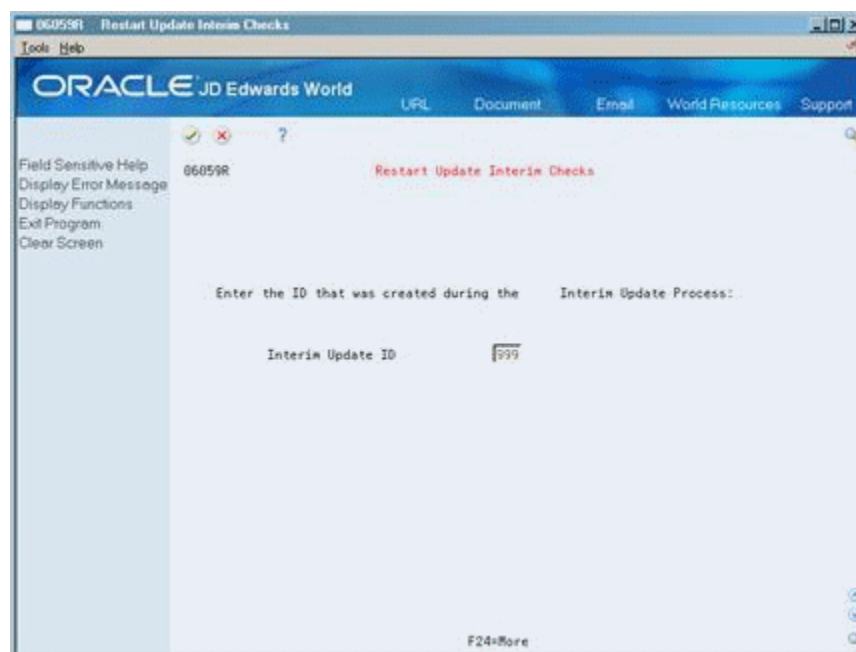 06059R Restart Update Interim Checks
Tools Help
ORACLE JD Edwards World
URL Document Email World Resources Support
?
Field Sensitive Help
Display Error Message
Display Functions
Exit Program
Clear Screen
06059R Restart Update Interim Checks
Enter the ID that was created during the Interim Update Process:
Interim Update ID 999
F24=More